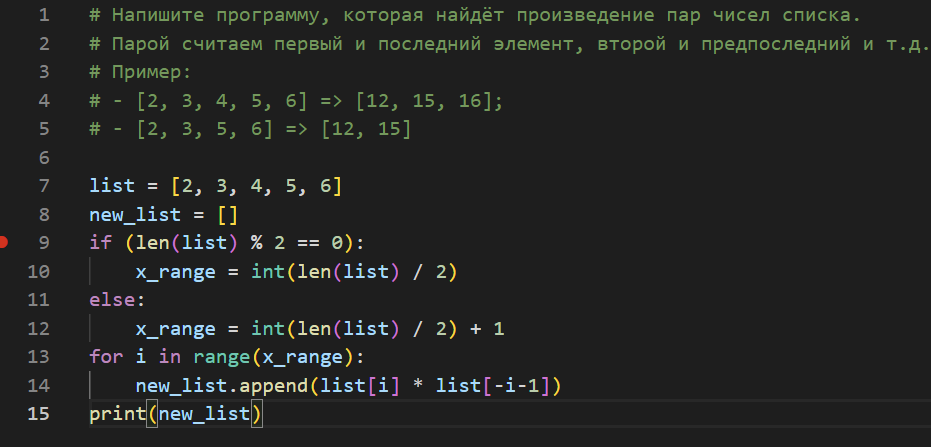 1 # Напишите программу, которая найдёт произведение пар чисел списка.
2 # Парой считаем первый и последний элемент, второй и предпоследний и т.д.
3 # Пример:
4 # - [2, 3, 4, 5, 6] => [12, 15, 16];
5 # - [2, 3, 5, 6] => [12, 15]
6
7 list = [2, 3, 4, 5, 6]
8 new_list = []
9 if (len(list) % 2 == 0):
10     x_range = int(len(list) / 2)
11 else:
12     x_range = int(len(list) / 2) + 1
13 for i in range(x_range):
14     new_list.append(list[i] * list[-i-1])
15 print(new_list)